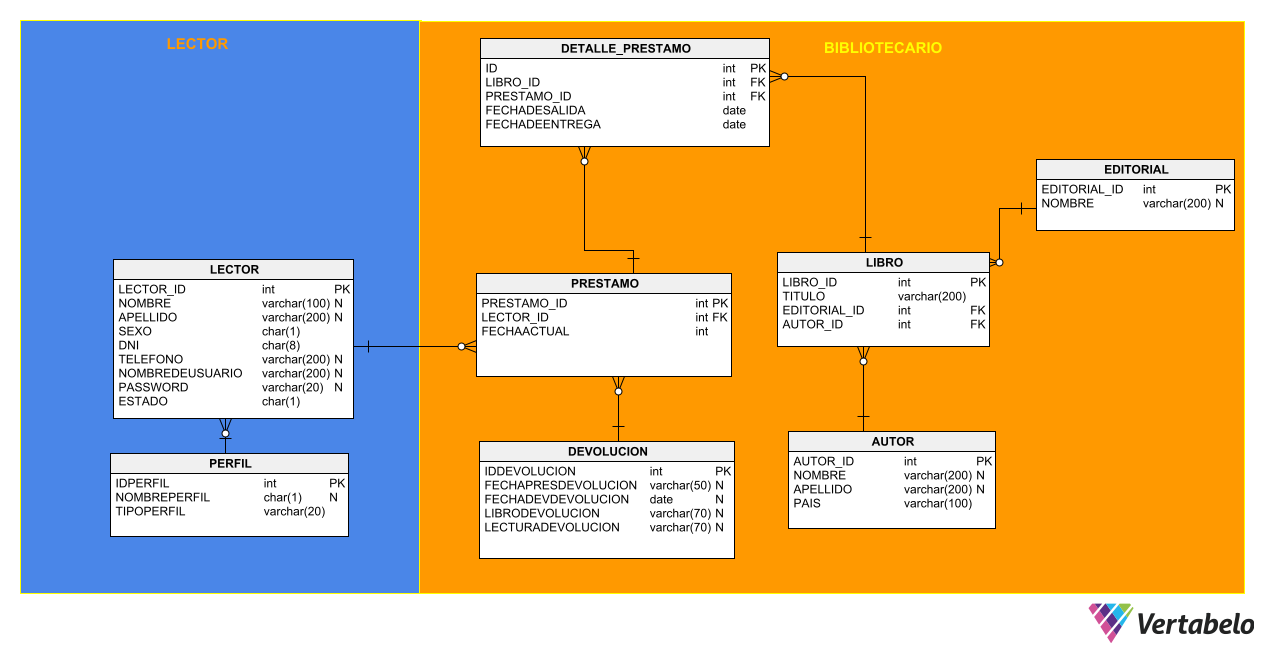 LECTOR
BIBLIOTECARIO
DETALLE_PRESTAMO
ID int PK
LIBRO_ID int FK
PRESTAMO_ID int FK
FECHADESALIDA date
FECHADEENTREGA date
EDITORIAL
EDITORIAL_ID int PK
NOMBRE varchar(200) N
LECTOR
LECTOR_ID int PK
NOMBRE varchar(100) N
APELLIDO varchar(200) N
SEXO char(1)
DNI char(8)
TELEFONO varchar(200) N
NOMBREDEUSUARIO varchar(200) N
PASSWORD varchar(20) N
ESTADO char(1)
PRESTAMO
PRESTAMO_ID int PK
LECTOR_ID int FK
FECHAACTUAL int
LIBRO
LIBRO_ID int PK
TITULO varchar(200)
EDITORIAL_ID int FK
AUTOR_ID int FK
PERFIL
IDPERFIL int PK
NOMBREPERFIL char(1) N
TIPOPERFIL varchar(20)
DEVOLUCION
IDDEVOLUCION int PK
FECHAPRESDEVOLUCION varchar(50) N
FECHADEVDEVOLUCION date N
LIBRODEVOLUCION varchar(70) N
LECTURADEVOLUCION varchar(70) N
AUTOR
AUTOR_ID int PK
NOMBRE varchar(200) N
APELLIDO varchar(200) N
PAIS varchar(100)
Vertabelo